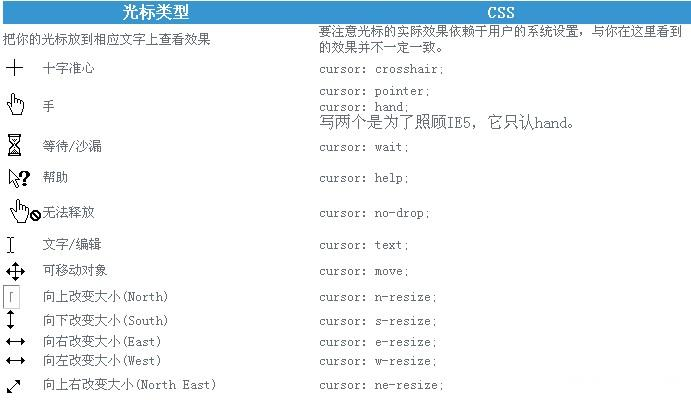 光标类型 CSS
把你的光标放到相应文字上查看效果 要注意光标的实际效果依赖于用户的系统设置，与你在这里看到
的效果并不一定一致。
十字准心 cursor: crosshair;
手 cursor: pointer;
cursor: hand;
写两个是为了照顾IE5，它只认hand。
等待/沙漏 cursor: wait;
帮助 cursor: help;
无法释放 cursor: no-drop;
文字/编辑 cursor: text;
可移动对象 cursor: move;
向上改变大小(North) cursor: n-resize;
向下改变大小(South) cursor: s-resize;
向右改变大小(East) cursor: e-resize;
向左改变大小(West) cursor: w-resize;
向上右改变大小(North East) cursor: ne-resize;